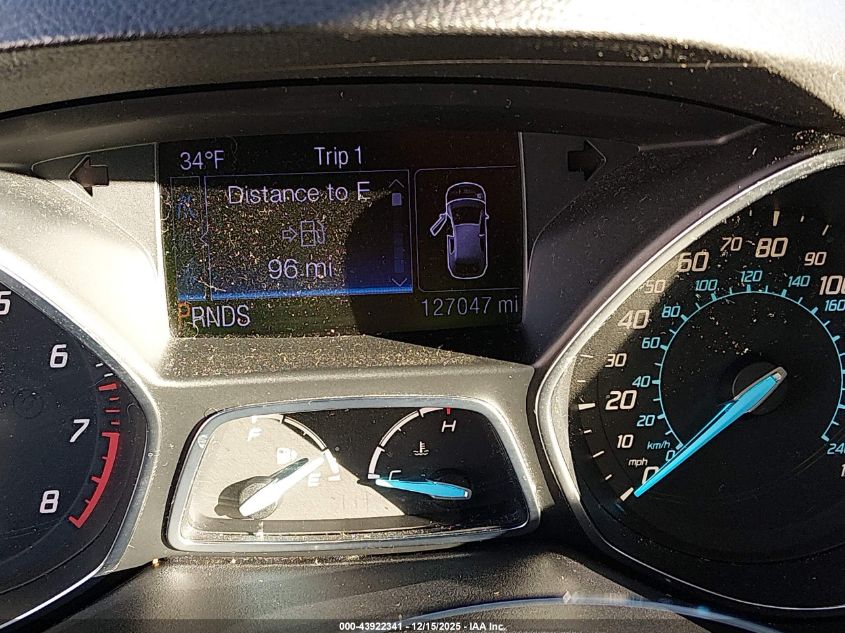 34°F Trip 1
Distance to E
96 mi
PRNDS 127047 mi
5
6
7
8
F
E
H
C
0 10 20 30 40 50 60 70 80 90 100
mph
km/h
0 20 40 60 80 100 120 140 160
240
000-43922341 - 12/15/2025 - IAA Inc.